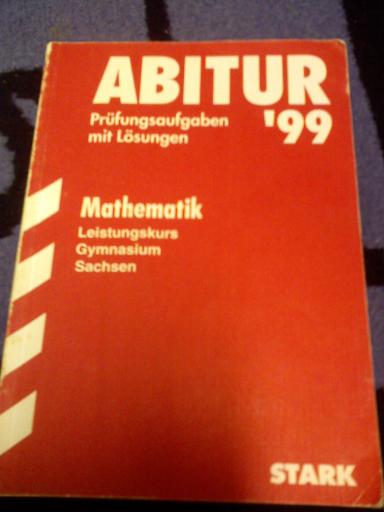 ABITUR
Prüfungsaufgaben '99
mit Lösungen
Mathematik
Leistungskurs
Gymnasium
Sachsen
STARK